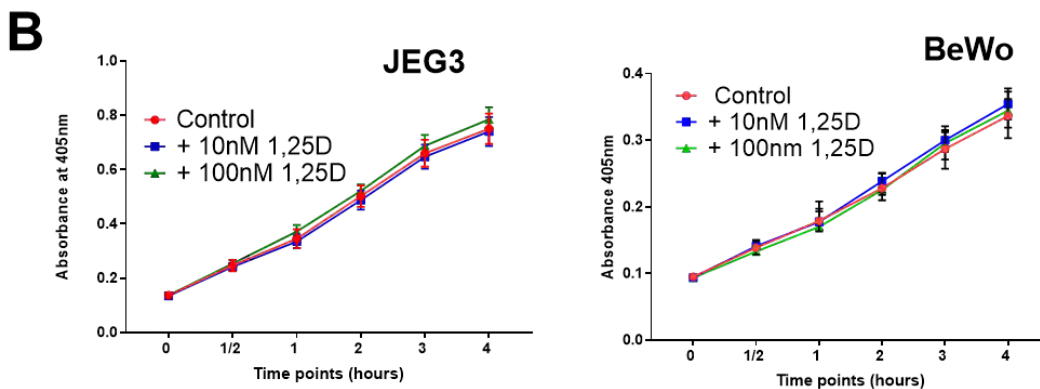 B
JEG3
Absorbance at 405nm
1.0
0.8
0.6
0.4
0.2
0.0
Control
+ 10nM 1,25D
+ 100nM 1,25D
0 1/2 1 2 3 4
Time points (hours)
BeWo
Absorbance 405nm
0.4
0.3
0.2
0.1
0.0
Control
+ 10nM 1,25D
+ 100nm 1,25D
0 1/2 1 2 3 4
Time points (hours)